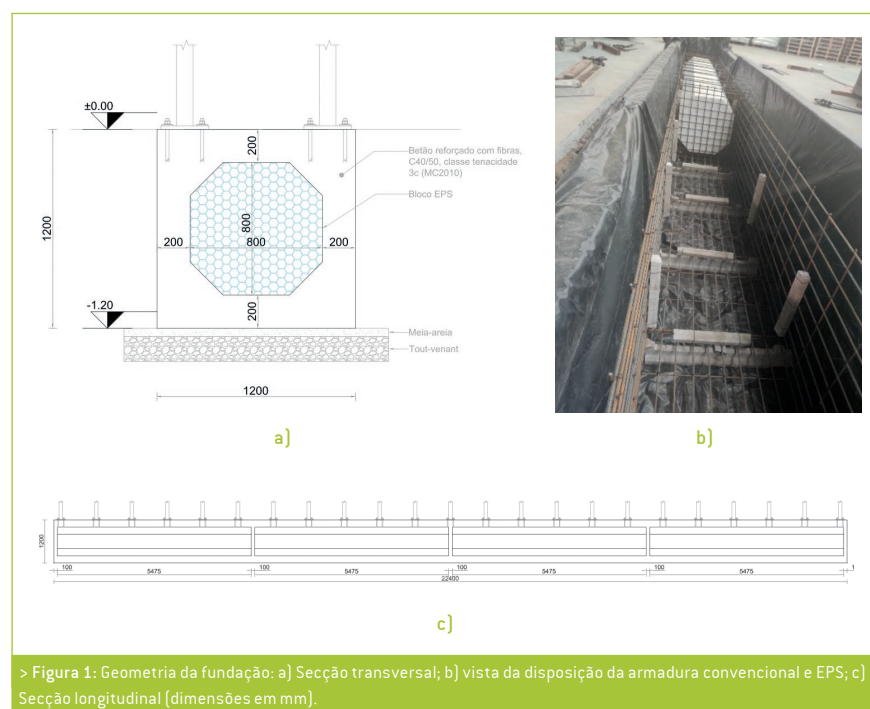 ±0.00
200
Betão reforçado com fibras,
C40/50, classe tenacidade
3c (MC2010)
Bloco EPS
1200
800
200
800
200
-1.20
200
Meia-areia
Tout-venant
1200
a)
b)
1200
100
5475
100
5475
100
5475
100
5475
1
22400
c)
> Figura 1: Geometria da fundação: a) Secção transversal; b) vista da disposição da armadura convencional e EPS; c)
Secção longitudinal (dimensões em mm).